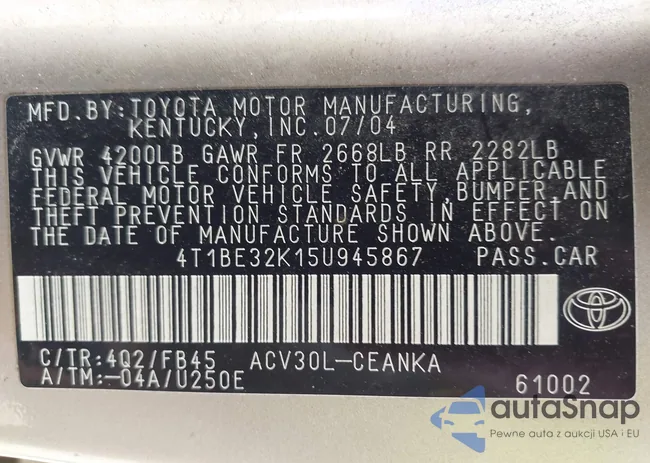 MFD.BY: TOYOTA MOTOR MANUFACTURING,
KENTUCKY, INC. 07/04
GVWR 4200LB GAWR FR 2668LB RR 2282LB
THIS VEHICLE CONFORMS TO ALL APPLICABLE
FEDERAL MOTOR VEHICLE SAFETY, BUMPER, AND
THEFT PREVENTION STANDARDS IN EFFECT ON
THE DATE OF MANUFACTURE SHOWN ABOVE.
4T1BE32K15U945867 PASS.CAR
C/TR:4Q2/FB45 ACV30L-CEANKA
A/TM:-04A/U250E 61002
autaSnap
Pewne auta z aukcji USA i EU